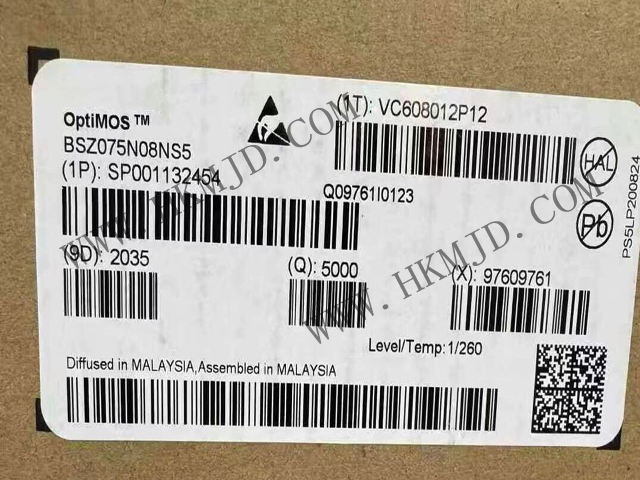 OptiMOS™
BSZ075N08NS5
(1P): SP001132454
(1T): VC608012P12
Q09761I0123
HAL
Pb
PS5LP200824
(9D): 2035
(Q): 5000
(X): 97609761
Level/Temp:1/260
Diffused in MALAYSIA,Assembled in MALAYSIA
WWW.HKMJD.COM
WWW.HKMJD.COM